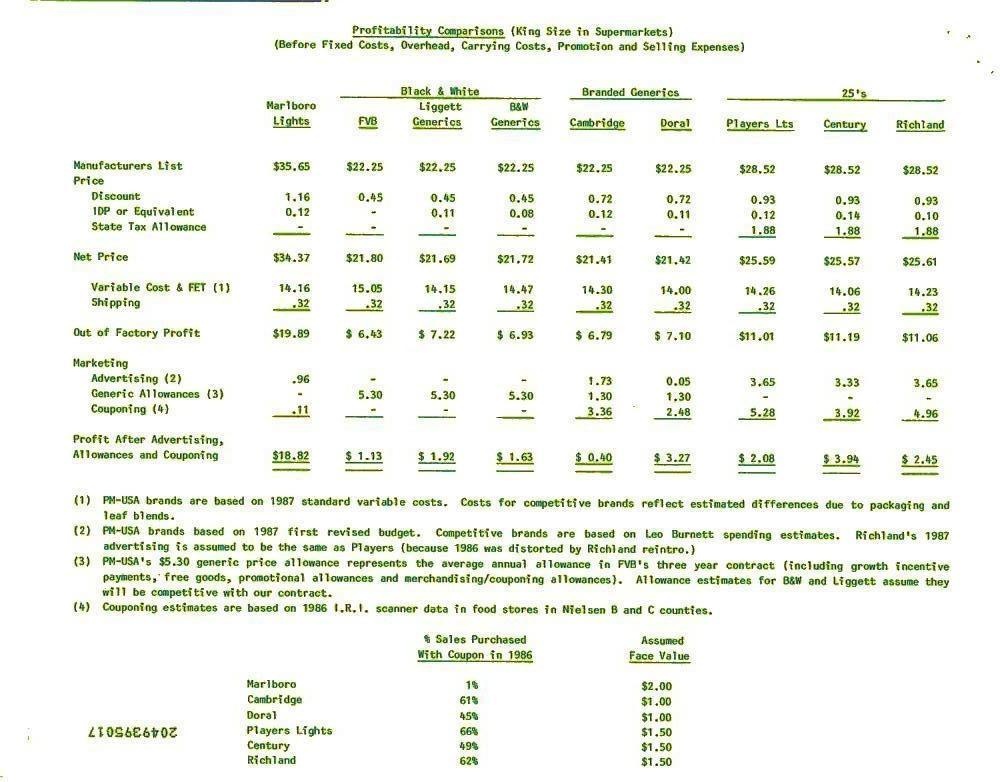 Profitability Comparisons (King Size in Supermarkets)
(Before Fixed Costs, Overhead, Carrying Costs, Promotion and Selling Expenses)
Black & White Branded Generics 25's
Marlboro Liggett B&W
Lights FVB Generics Generics Cambridge Doral Players Lts Century Richland
Manufacturers List $35.65 $22.25 $22.25 $22.25 $22.25 $22.25 $28.52 $28.52 $28.52
Price
Discount 1.16 0.45 0.45 0.45 0.72 0.72 0.93 0.93 0.93
IDP or Equivalent 0.12 - 0.11 0.08 0.12 0.11 0.12 0.14 0.10
State Tax Allowance - - - - - - 1.88 1.88 1.88
Net Price $34.37 $21.80 $21.69 $21.72 $21.41 $21.42 $25.59 $25.57 $25.61
Variable Cost & FET (1) 14.16 15.05 14.15 14.47 14.30 14.00 14.26 14.06 14.23
Shipping .32 .32 .32 .32 .32 .32 .32 .32 .32
Out of Factory Profit $19.89 $ 6.43 $ 7.22 $ 6.93 $ 6.79 $ 7.10 $11.01 $11.19 $11.06
Marketing
Advertising (2) .96 - - - 1.73 0.05 3.65 3.33 3.65
Generic Allowances (3) - 5.30 5.30 5.30 1.30 1.30 - - -
Couponing (4) .11 - - - 3.36 2.48 5.28 3.92 4.96
Profit After Advertising,
Allowances and Couponing $18.82 $ 1.13 $ 1.92 $ 1.63 $ 0.40 $ 3.27 $ 2.08 $ 3.94 $ 2.45
(1) PM-USA brands are based on 1987 standard variable costs. Costs for competitive brands reflect estimated differences due to packaging and
leaf blends.
(2) PM-USA brands based on 1987 first revised budget. Competitive brands are based on Leo Burnett spending estimates. Richland's 1987
advertising is assumed to be the same as Players (because 1986 was distorted by Richland reintro.)
(3) PM-USA's $5.30 generic price allowance represents the average annual allowance in FVB's three year contract (including growth incentive
payments, free goods, promotional allowances and merchandising/couponing allowances). Allowance estimates for B&W and Liggett assume they
will be competitive with our contract.
(4) Couponing estimates are based on 1986 I.R.I. scanner data in food stores in Nielsen B and C counties.
% Sales Purchased Assumed
With Coupon in 1986 Face Value
Marlboro 1% $2.00
Cambridge 61% $1.00
Doral 45% $1.00
Players Lights 66% $1.50
Century 49% $1.50
Richland 62% $1.50
2049395017